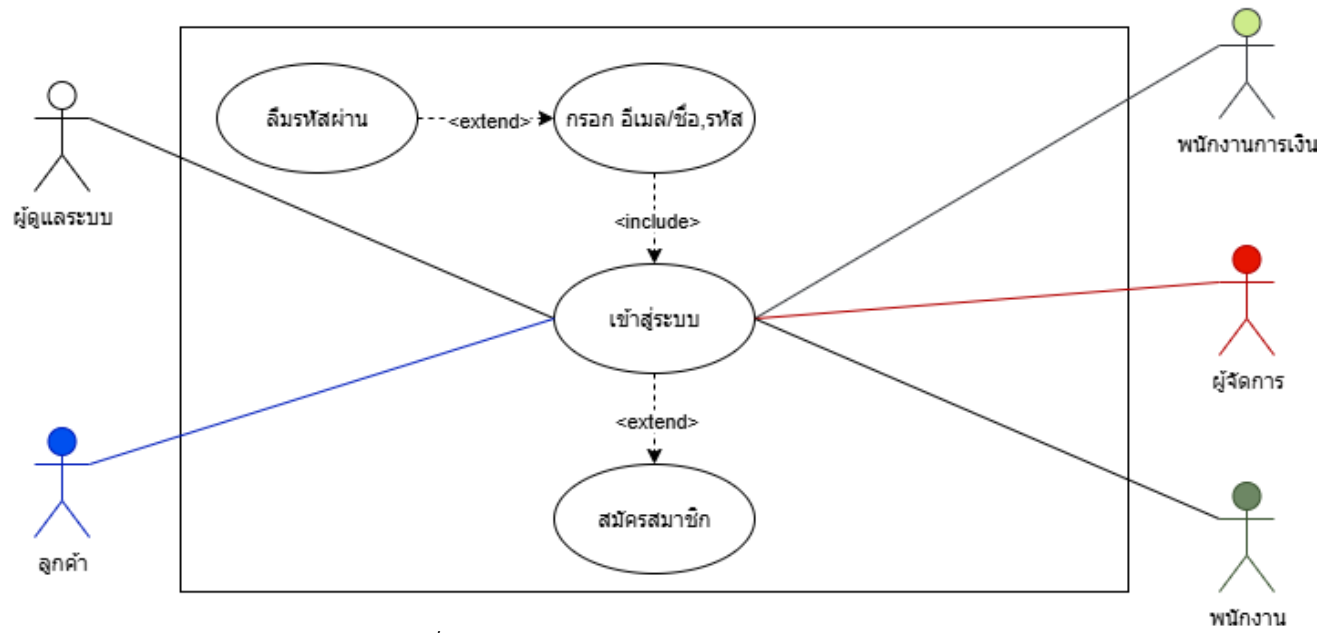 พนักงานการเงิน
ลืมรหัสผ่าน
<extend>
กรอก อีเมล/ชื่อ,รหัส
ผู้ดูแลระบบ
<include>
เข้าสู่ระบบ
ผู้จัดการ
<extend>
สมัครสมาชิก
ลูกค้า
พนักงาน